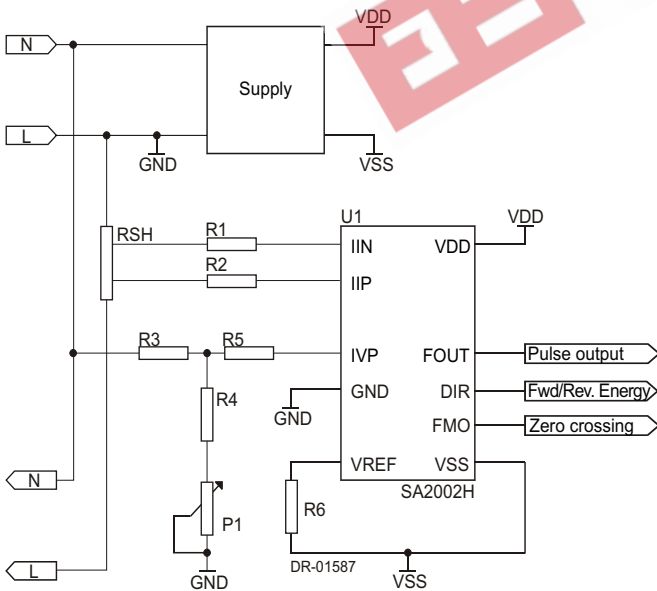 VDD
N
Supply
L
GND
VSS
U1
VDD
RSH
R1
IIN
VDD
R2
IIP
R3
R5
IVP
FOUT
Pulse output
GND
DIR
Fwd/Rev. Energy
R4
GND
FMO
Zero crossing
VREF
VSS
N
SA2002H
R6
P1
DR-01587
L
GND
VSS